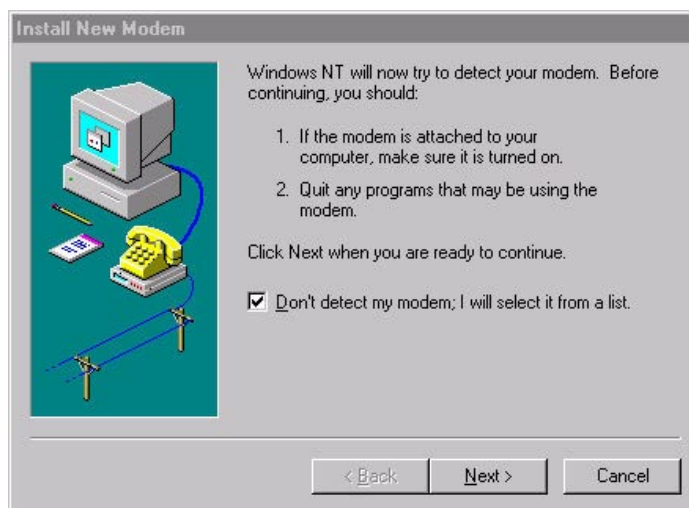 Install New Modem
Windows NT will now try to detect your modem. Before
continuing, you should:
1. If the modem is attached to your
computer, make sure it is turned on.
2. Quit any programs that may be using the
modem.
Click Next when you are ready to continue.
Don't detect my modem; I will select it from a list.
< Back
Next >
Cancel